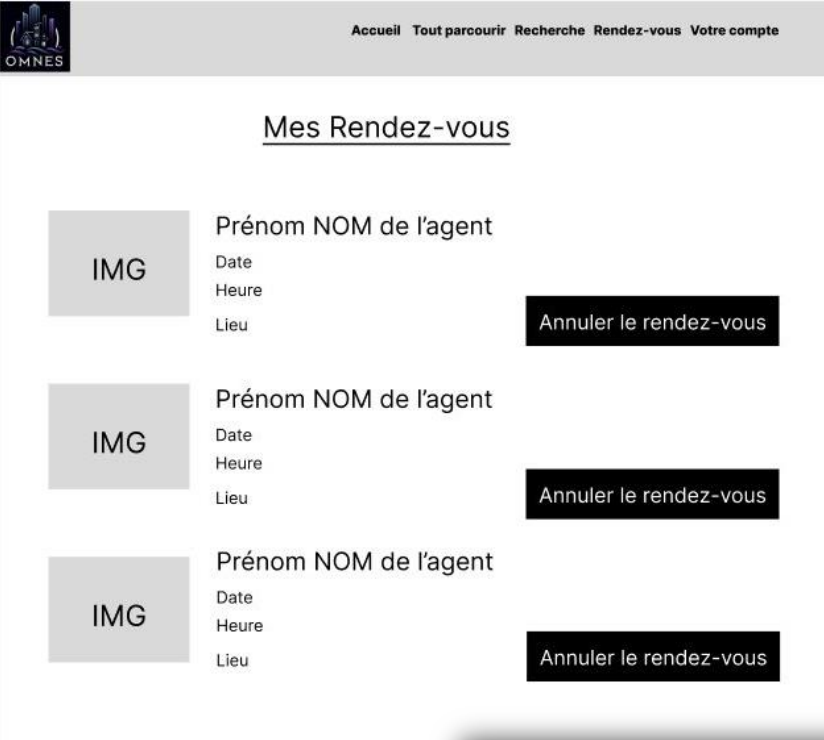 OMNES
Accueil Tout parcourir Recherche Rendez-vous Votre compte
Mes Rendez-vous
IMG
Prénom NOM de l’agent
Date
Heure
Lieu
Annuler le rendez-vous
IMG
Prénom NOM de l’agent
Date
Heure
Lieu
Annuler le rendez-vous
IMG
Prénom NOM de l’agent
Date
Heure
Lieu
Annuler le rendez-vous